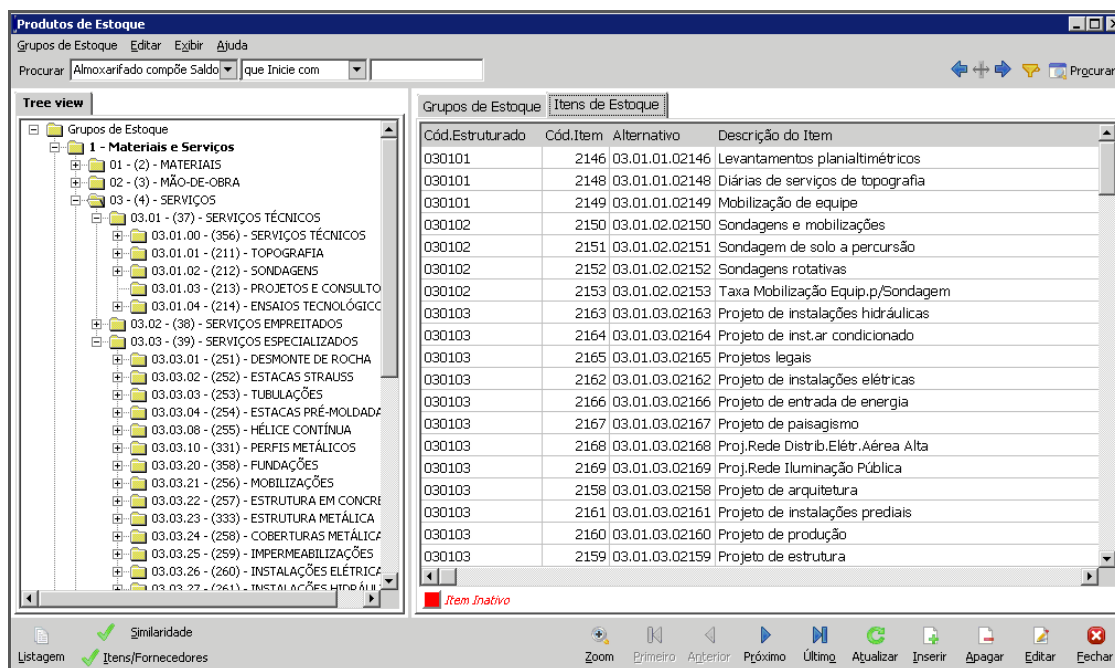 Produtos de Estoque
Grupos de Estoque Editar Exibir Ajuda
Procurar Almoxarifado compõe Saldo que Inicie com Procurar
Tree view
Grupos de Estoque
1 - Materiais e Serviços
01 - (2) - MATERIAIS
02 - (3) - MÃO-DE-OBRA
03 - (4) - SERVIÇOS
03.01 - (37) - SERVIÇOS TÉCNICOS
03.01.00 - (356) - SERVIÇOS TÉCNICOS
03.01.01 - (211) - TOPOGRAFIA
03.01.02 - (212) - SONDAGENS
03.01.03 - (213) - PROJETOS E CONSULTO
03.01.04 - (214) - ENSAIOS TECNOLÓGICO
03.02 - (38) - SERVIÇOS EMPREITADOS
03.03 - (39) - SERVIÇOS ESPECIALIZADOS
03.03.01 - (251) - DESMONTE DE ROCHA
03.03.02 - (252) - ESTACAS STRAUSS
03.03.03 - (253) - TUBULAÇÕES
03.03.04 - (254) - ESTACAS PRÉ-MOLDADA
03.03.08 - (255) - HÉLICE CONTÍNUA
03.03.10 - (331) - PERFIS METÁLICOS
03.03.20 - (358) - FUNDAÇÕES
03.03.21 - (256) - MOBILIZAÇÕES
03.03.22 - (257) - ESTRUTURA EM CONCRE
03.03.23 - (333) - ESTRUTURA METÁLICA
03.03.24 - (258) - COBERTURAS METÁLICA
03.03.25 - (259) - IMPERMEABILIZAÇÕES
03.03.26 - (260) - INSTALAÇÕES ELÉTRICA
03.03.27 - (261) - INSTALAÇÕES HIDRÁUL
Grupos de Estoque Itens de Estoque
Cód.Estruturado Cód.Item Alternativo Descrição do Item
030101 2146 03.01.01.02146 Levantamentos planialtimétricos
030101 2148 03.01.01.02148 Diárias de serviços de topografia
030101 2149 03.01.01.02149 Mobilização de equipe
030102 2150 03.01.02.02150 Sondagens e mobilizações
030102 2151 03.01.02.02151 Sondagem de solo a percursão
030102 2152 03.01.02.02152 Sondagens rotativas
030102 2153 03.01.02.02153 Taxa Mobilização Equip.p/Sondagem
030103 2163 03.01.03.02163 Projeto de instalações hidráulicas
030103 2164 03.01.03.02164 Projeto de inst.ar condicionado
030103 2165 03.01.03.02165 Projetos legais
030103 2162 03.01.03.02162 Projeto de instalações elétricas
030103 2166 03.01.03.02166 Projeto de entrada de energia
030103 2167 03.01.03.02167 Projeto de paisagismo
030103 2168 03.01.03.02168 Proj.Rede Distrib.Elétr.Aérea Alta
030103 2169 03.01.03.02169 Proj.Rede Iluminação Pública
030103 2158 03.01.03.02158 Projeto de arquitetura
030103 2161 03.01.03.02161 Projeto de instalações prediais
030103 2160 03.01.03.02160 Projeto de produção
030103 2159 03.01.03.02159 Projeto de estrutura
Item Inativo
Listagem Similaridade
Itens/Fornecedores
Zoom Primeiro Anterior Próximo Último Atualizar Inserir Apagar Editar Fechar